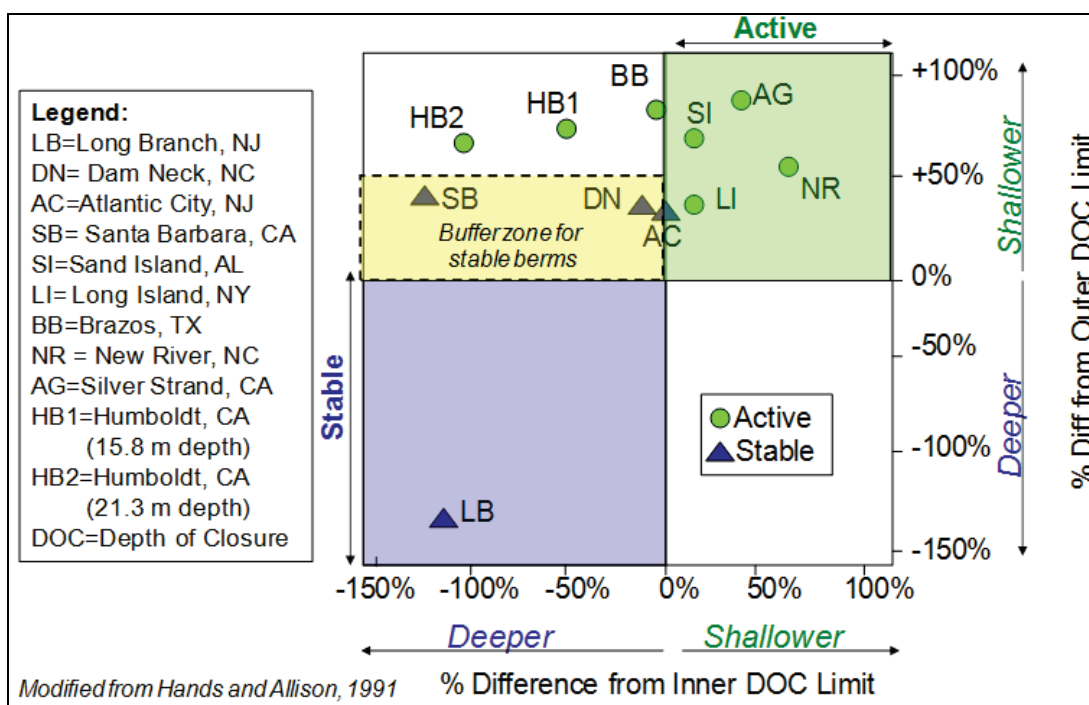 Active
Legend:
LB=Long Branch, NJ
DN= Dam Neck, NC
AC=Atlantic City, NJ
SB= Santa Barbara, CA
SI=Sand Island, AL
LI= Long Island, NY
BB=Brazos, TX
NR = New River, NC
AG=Silver Strand, CA
HB1=Humboldt, CA
(15.8 m depth)
HB2=Humboldt, CA
(21.3 m depth)
DOC=Depth of Closure
BB
HB1
HB2
AG
SI
NR
LI
SB
DN
AC
Buffer zone for
stable berms
LB
Active
Stable
Stable
+100%
+50%
0%
-50%
-100%
-150%
Shallower
Deeper
% Diff from Outer DOC Limit
-150%
-100%
-50%
0%
50%
100%
Deeper
Shallower
% Difference from Inner DOC Limit
Modified from Hands and Allison, 1991